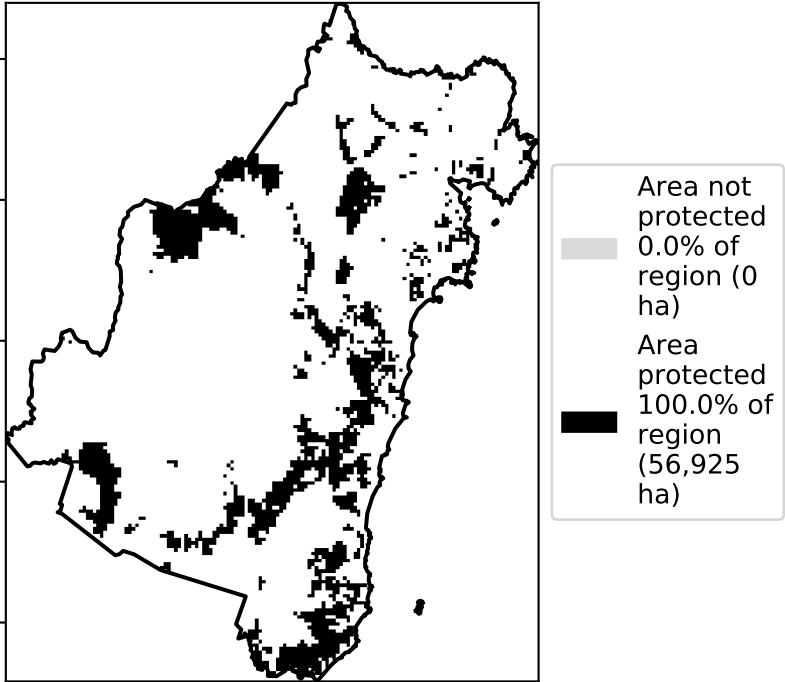 Area not
protected
0.0% of
region (0
ha)
Area
protected
100.0% of
region
(56,925
ha)